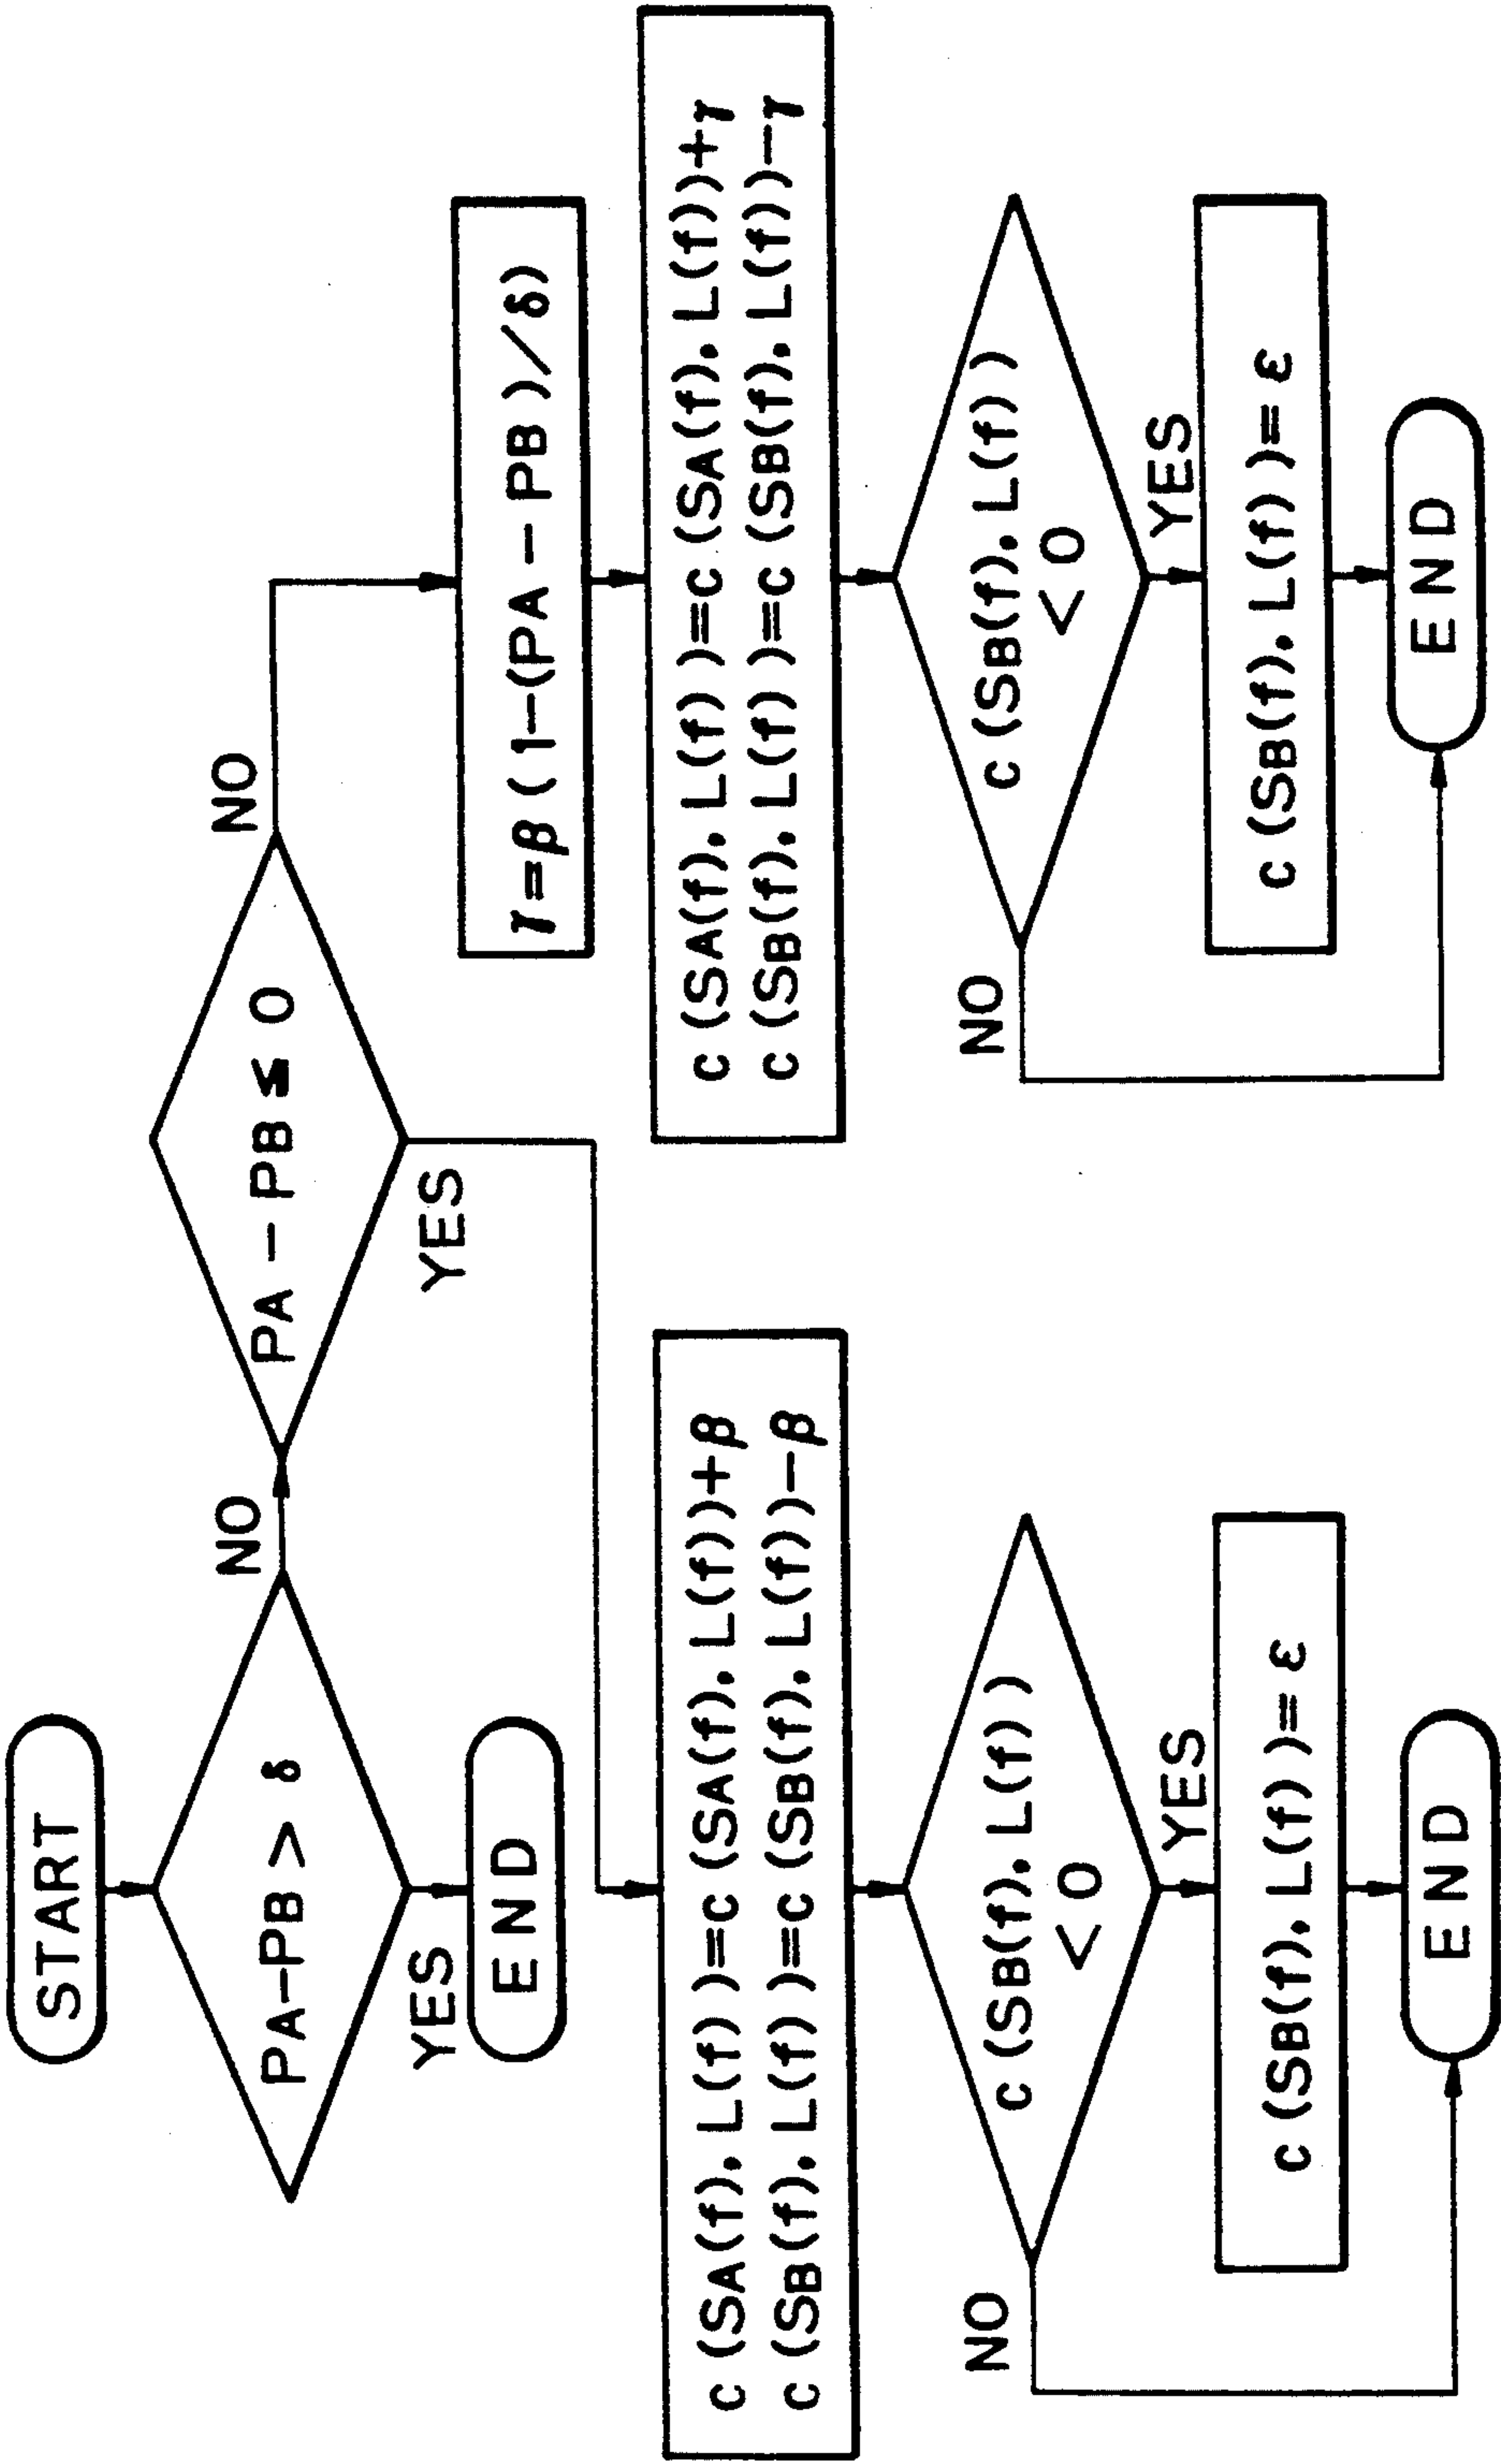 START
PA-PB > δ
NO
YES
END
PA - PB ≦ 0
NO
YES
c (SA(f), L(f) )=c (SA(f), L(f))+β
c (SB(f), L(f) )=c (SB(f), L(f))-β
c (SB(f), L(f))
< 0
NO
YES
c (SB(f), L(f) )= ε
END
γ=β (1-(PA - PB )/δ)
c (SA(f), L(f) )=c (SA(f), L(f))+γ
c (SB(f), L(f) )=c (SB(f), L(f))-γ
c (SB(f), L(f))
< 0
NO
YES
c (SB(f), L(f) )= ε
END